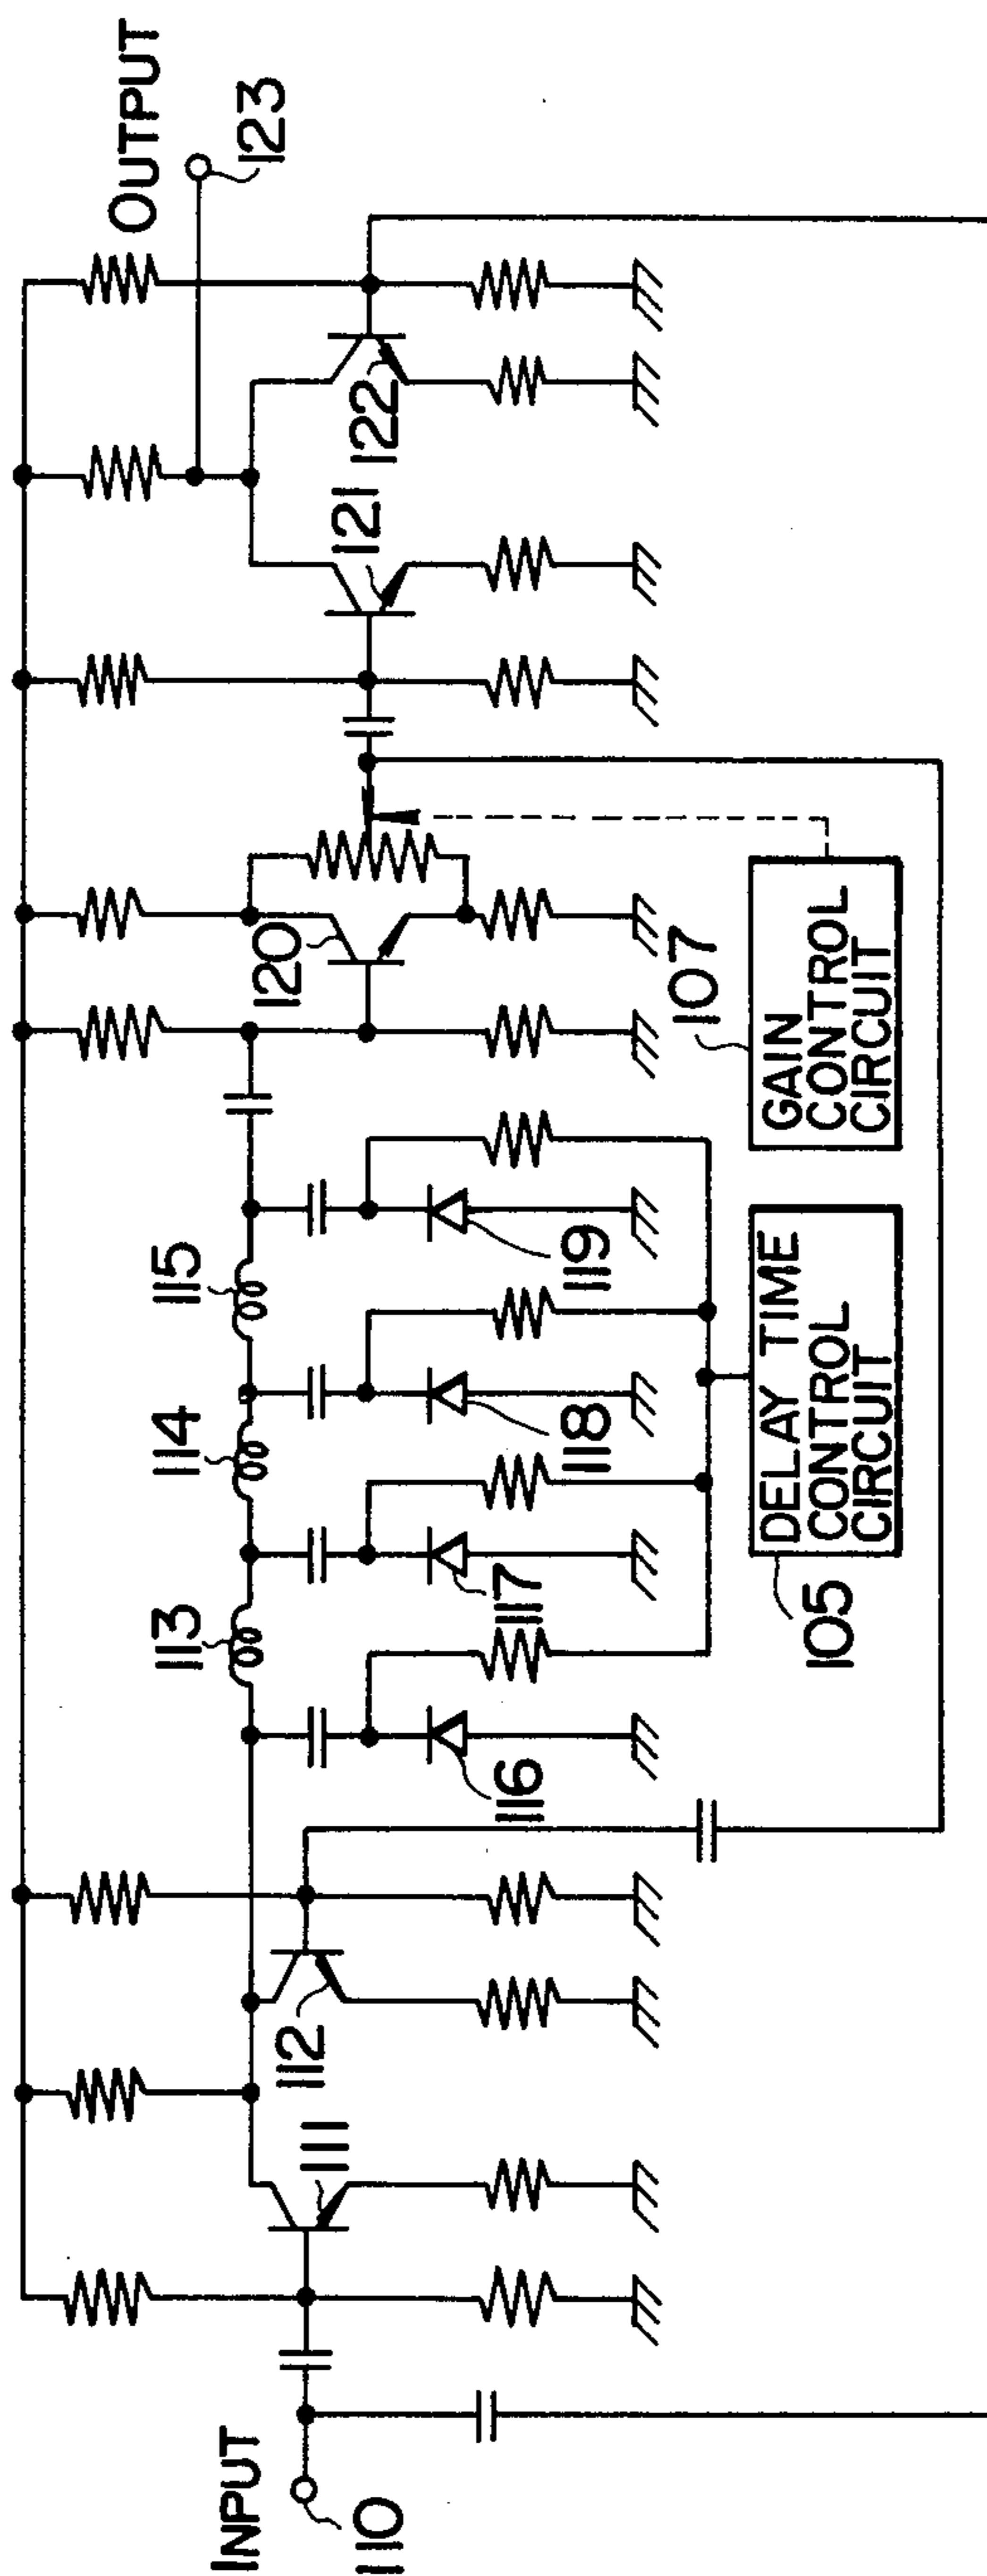 INPUT
110
111
112
113
114
115
116
117
118
119
120
121
122
OUTPUT
123
105
DELAY TIME
CONTROL
CIRCUIT
107
GAIN
CONTROL
CIRCUIT